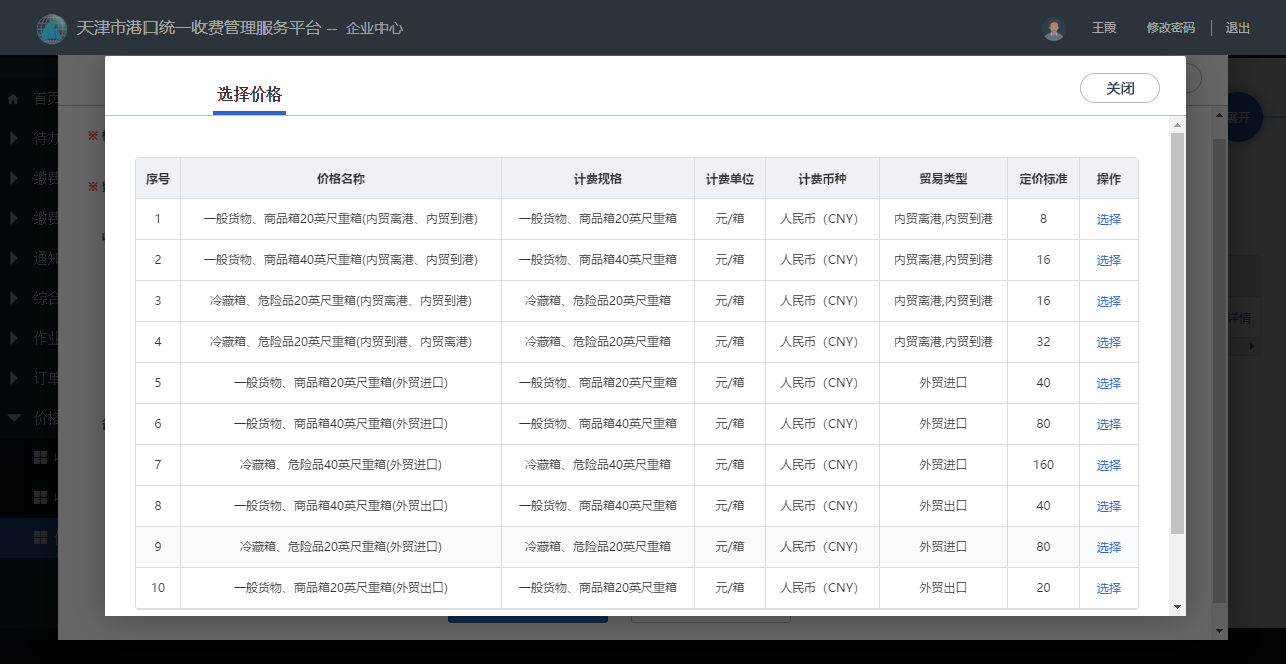 天津市港口统一收费管理服务平台 -- 企业中心
王霞 修改密码 退出
首页
待办
缴费
缴费
通知
综合
作业
订单
价格
展开
详情
选择价格
关闭
序号 价格名称 计费规格 计费单位 计费币种 贸易类型 定价标准 操作
1 一般货物、商品箱20英尺重箱(内贸离港、内贸到港) 一般货物、商品箱20英尺重箱 元/箱 人民币（CNY） 内贸离港,内贸到港 8 选择
2 一般货物、商品箱40英尺重箱(内贸离港、内贸到港) 一般货物、商品箱40英尺重箱 元/箱 人民币（CNY） 内贸离港,内贸到港 16 选择
3 冷藏箱、危险品20英尺重箱(内贸离港、内贸到港) 冷藏箱、危险品20英尺重箱 元/箱 人民币（CNY） 内贸离港,内贸到港 16 选择
4 冷藏箱、危险品20英尺重箱(内贸到港、内贸离港) 冷藏箱、危险品20英尺重箱 元/箱 人民币（CNY） 内贸离港,内贸到港 32 选择
5 一般货物、商品箱20英尺重箱(外贸进口) 一般货物、商品箱20英尺重箱 元/箱 人民币（CNY） 外贸进口 40 选择
6 一般货物、商品箱40英尺重箱(外贸进口) 一般货物、商品箱40英尺重箱 元/箱 人民币（CNY） 外贸进口 80 选择
7 冷藏箱、危险品40英尺重箱(外贸进口) 冷藏箱、危险品40英尺重箱 元/箱 人民币（CNY） 外贸进口 160 选择
8 一般货物、商品箱40英尺重箱(外贸出口) 一般货物、商品箱40英尺重箱 元/箱 人民币（CNY） 外贸出口 40 选择
9 冷藏箱、危险品20英尺重箱(外贸进口) 冷藏箱、危险品20英尺重箱 元/箱 人民币（CNY） 外贸进口 80 选择
10 一般货物、商品箱20英尺重箱(外贸出口) 一般货物、商品箱20英尺重箱 元/箱 人民币（CNY） 外贸出口 20 选择